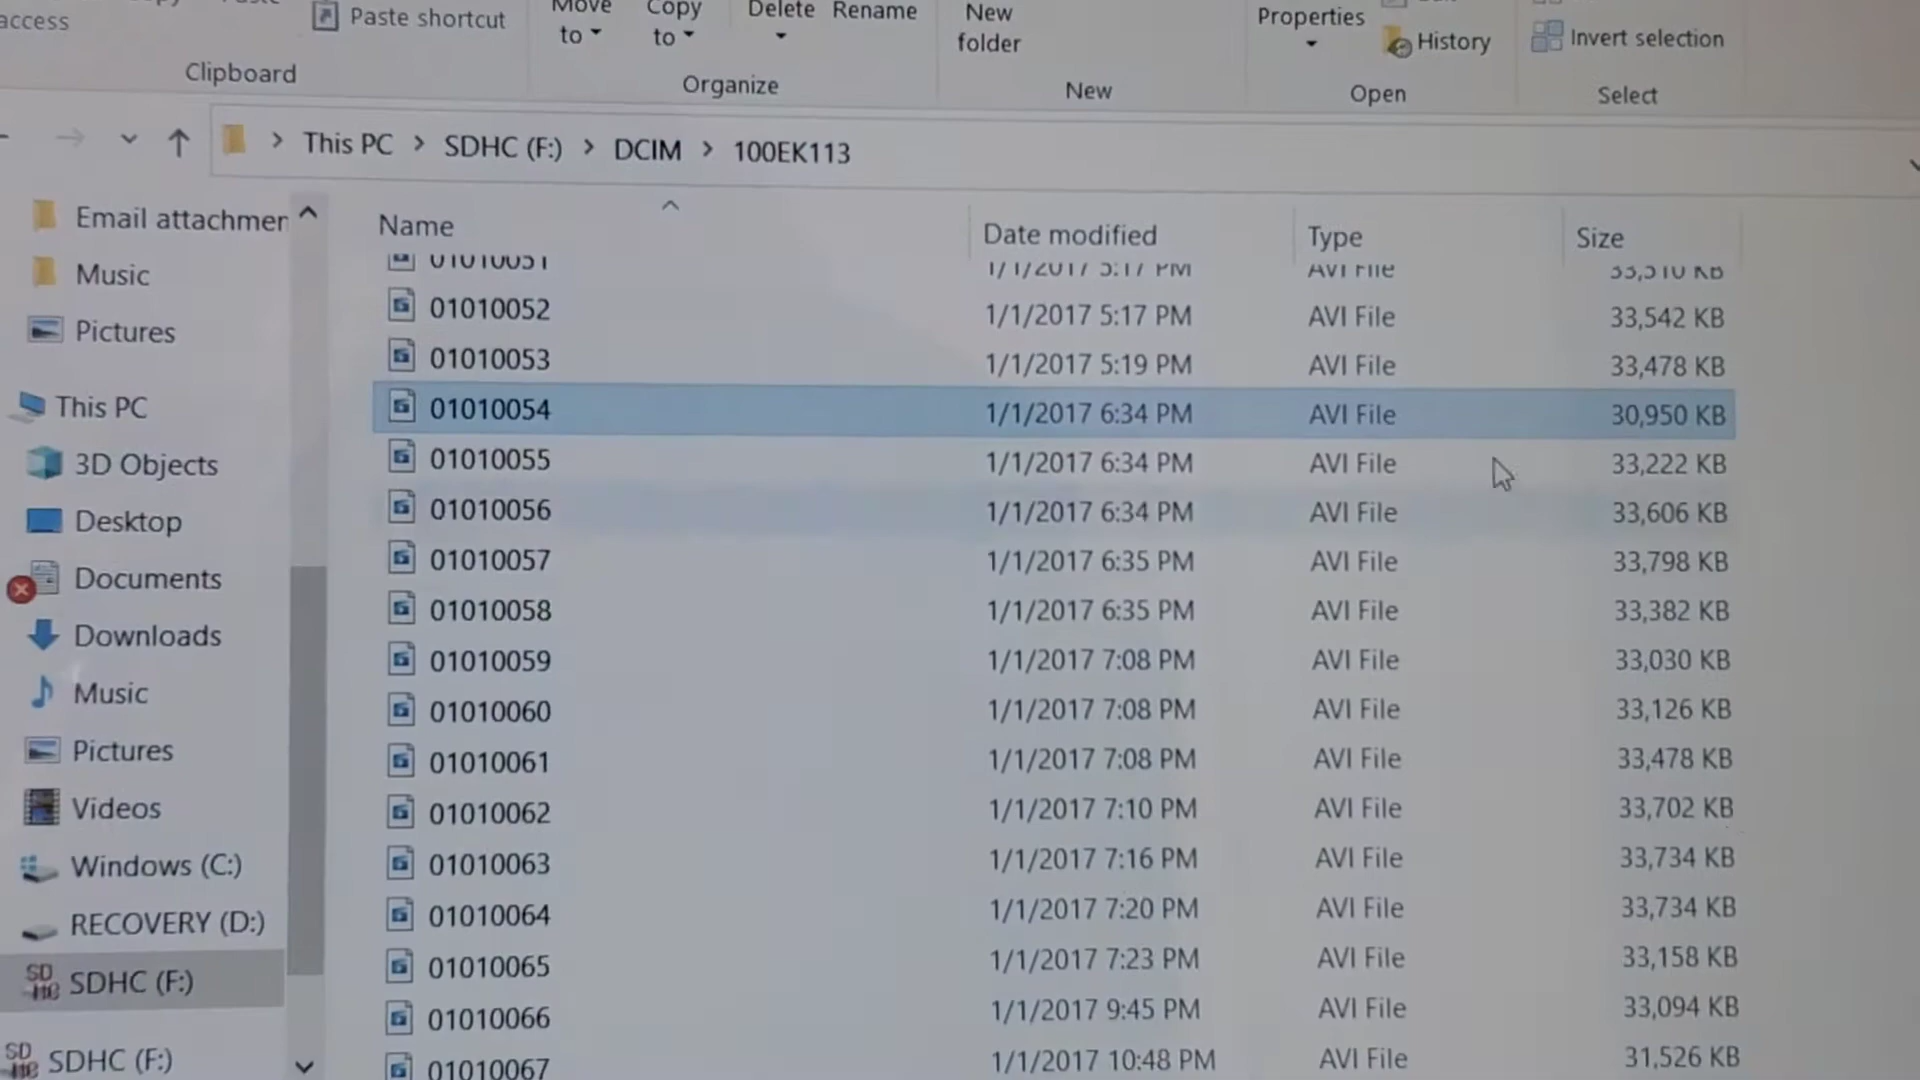 access
Paste shortcut
Move to
Copy to
Delete
Rename
New folder
Properties
History
Invert selection
Clipboard
Organize
New
Open
Select
This PC > SDHC (F:) > DCIM > 100EK113
Name Date modified Type Size
01010051 1/1/2017 5:17 PM AVI File 33,510 KB
01010052 1/1/2017 5:17 PM AVI File 33,542 KB
01010053 1/1/2017 5:19 PM AVI File 33,478 KB
01010054 1/1/2017 6:34 PM AVI File 30,950 KB
01010055 1/1/2017 6:34 PM AVI File 33,222 KB
01010056 1/1/2017 6:34 PM AVI File 33,606 KB
01010057 1/1/2017 6:35 PM AVI File 33,798 KB
01010058 1/1/2017 6:35 PM AVI File 33,382 KB
01010059 1/1/2017 7:08 PM AVI File 33,030 KB
01010060 1/1/2017 7:08 PM AVI File 33,126 KB
01010061 1/1/2017 7:08 PM AVI File 33,478 KB
01010062 1/1/2017 7:10 PM AVI File 33,702 KB
01010063 1/1/2017 7:16 PM AVI File 33,734 KB
01010064 1/1/2017 7:20 PM AVI File 33,734 KB
01010065 1/1/2017 7:23 PM AVI File 33,158 KB
01010066 1/1/2017 9:45 PM AVI File 33,094 KB
01010067 1/1/2017 10:48 PM AVI File 31,526 KB
Email attachmen
Music
Pictures
This PC
3D Objects
Desktop
Documents
Downloads
Music
Pictures
Videos
Windows (C:)
RECOVERY (D:)
SDHC (F:)
SDHC (F:)